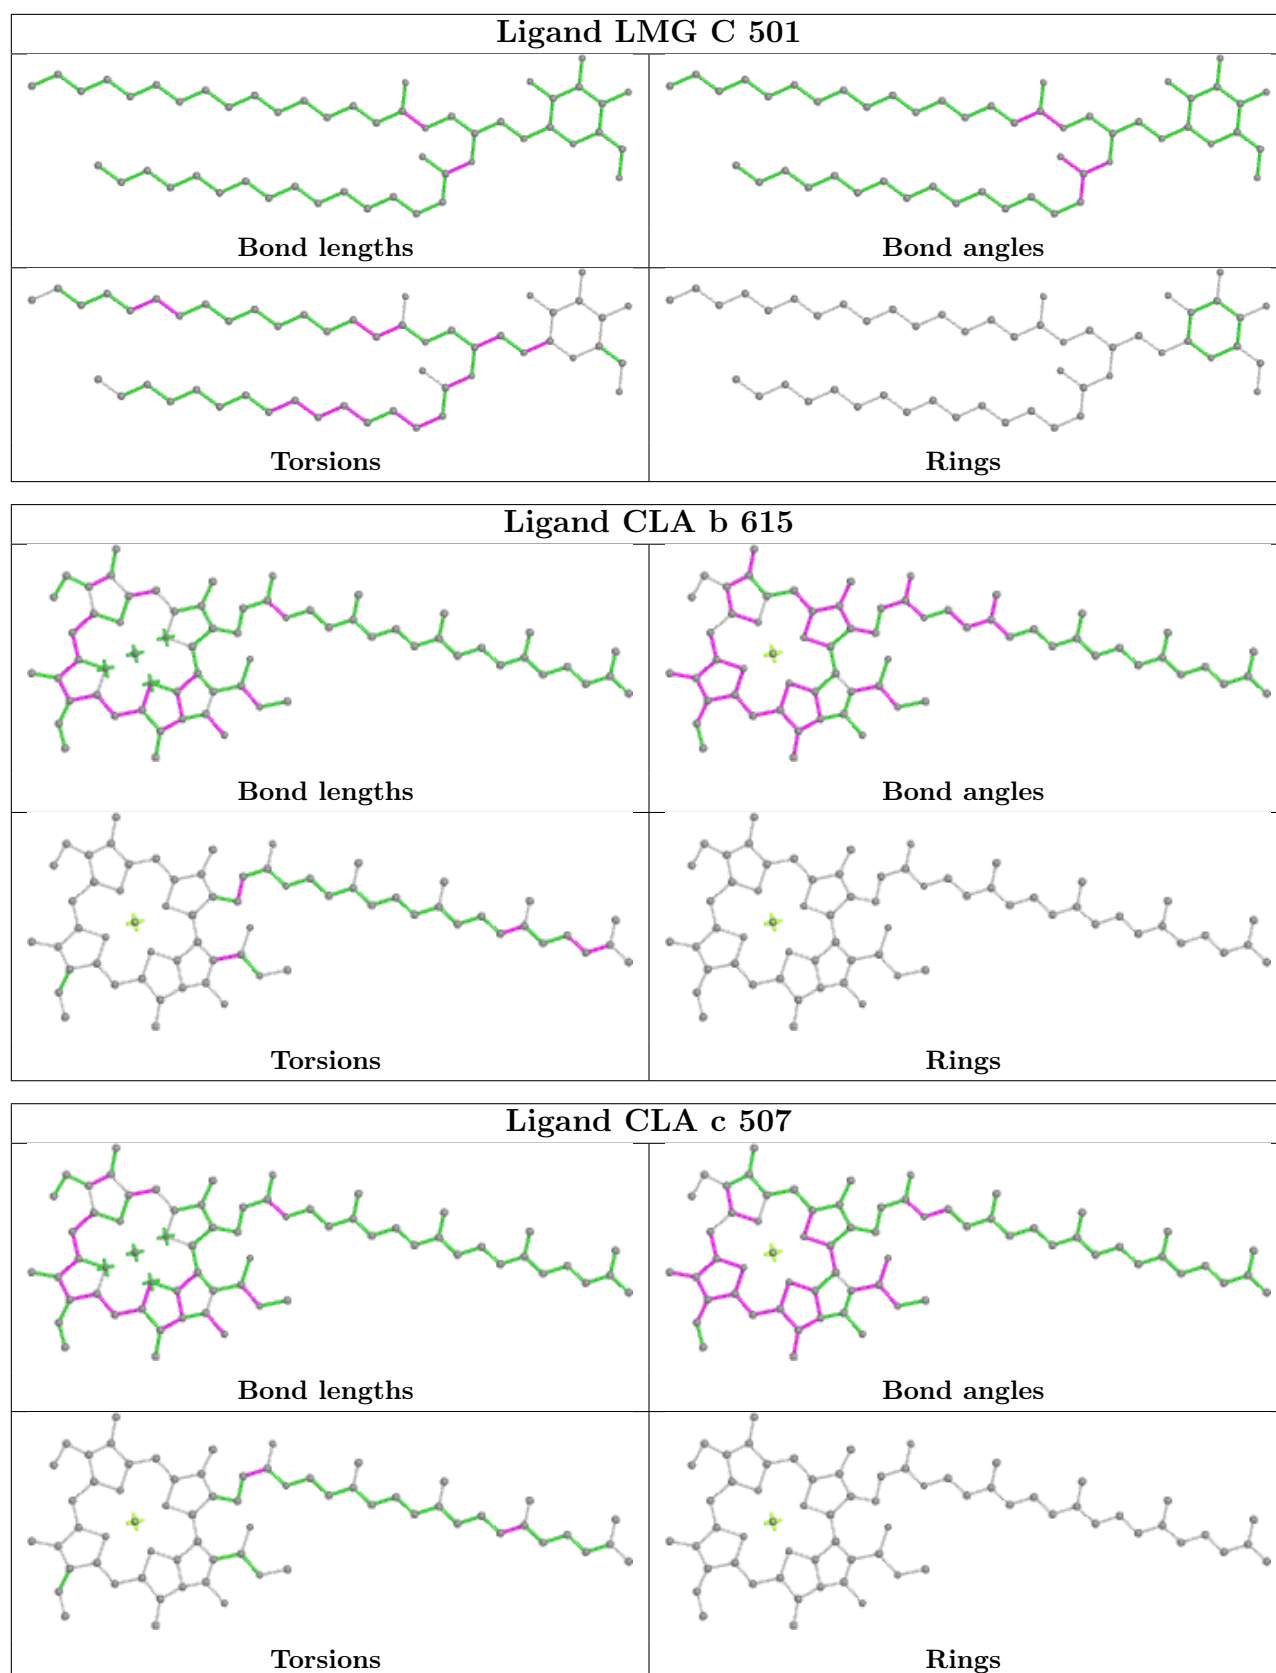 Ligand LMG C 501
Bond lengths
Bond angles
Torsions
Rings
Ligand CLA b 615
Bond lengths
Bond angles
Torsions
Rings
Ligand CLA c 507
Bond lengths
Bond angles
Torsions
Rings